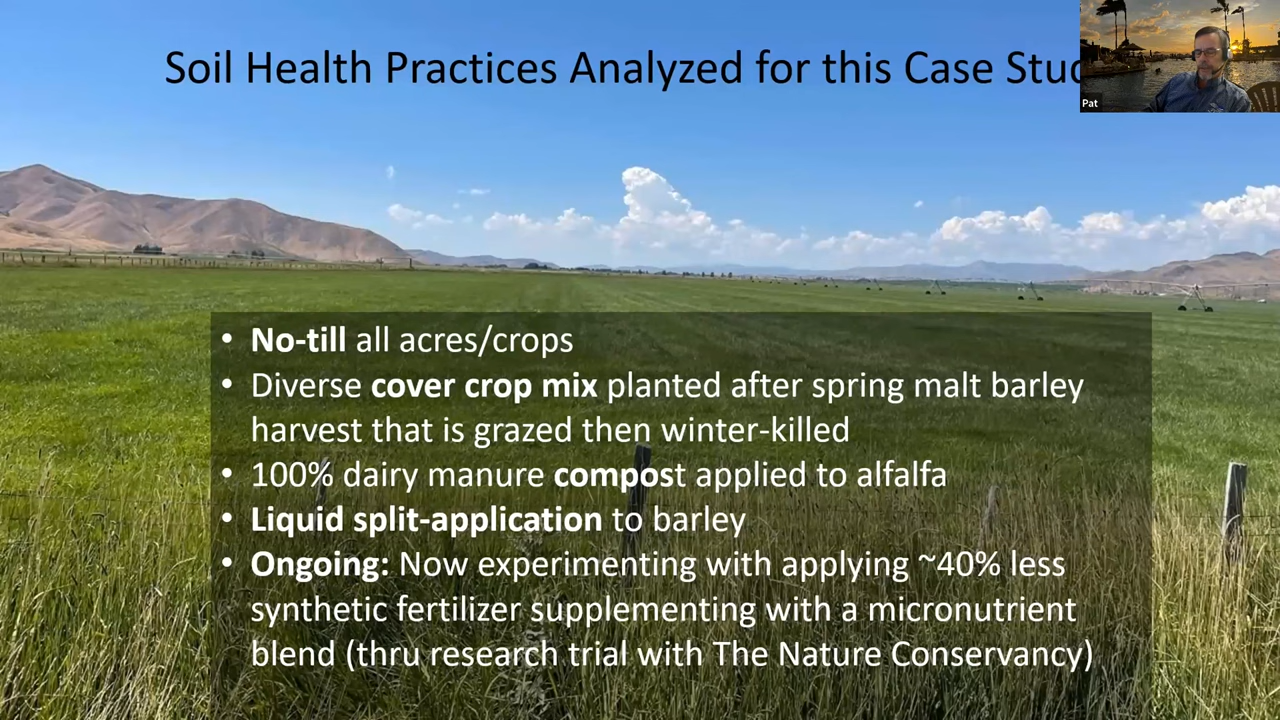 Soil Health Practices Analyzed for this Case Stud
Pat
• No-till all acres/crops
• Diverse cover crop mix planted after spring malt barley
harvest that is grazed then winter-killed
• 100% dairy manure compost applied to alfalfa
• Liquid split-application to barley
• Ongoing: Now experimenting with applying ~40% less
synthetic fertilizer supplementing with a micronutrient
blend (thru research trial with The Nature Conservancy)